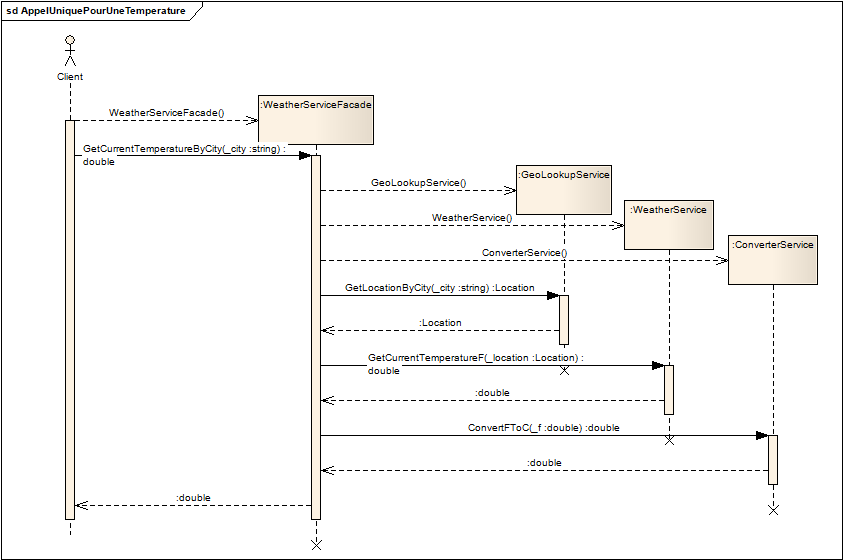 sd AppelUniquePourUneTemperature
Client
WeatherServiceFacade()
:WeatherServiceFacade
GetCurrentTemperatureByCity(_city :string) :
double
GeoLookupService()
:GeoLookupService
WeatherService()
:WeatherService
ConverterService()
:ConverterService
GetLocationByCity(_city :string) :Location
:Location
GetCurrentTemperatureF(_location :Location) :
double
:double
ConvertFToC(_f :double) :double
:double
:double